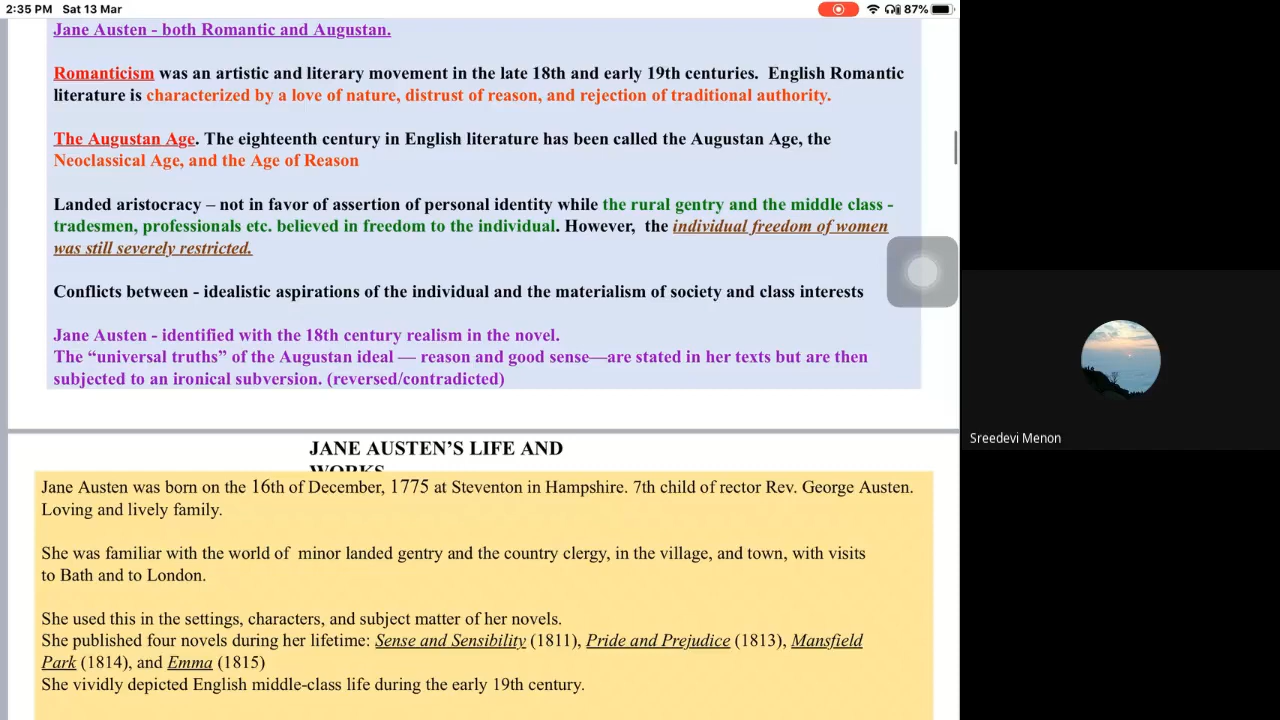 2:35 PM Sat 13 Mar
87%
Jane Austen - both Romantic and Augustan.
Romanticism was an artistic and literary movement in the late 18th and early 19th centuries. English Romantic
literature is characterized by a love of nature, distrust of reason, and rejection of traditional authority.
The Augustan Age. The eighteenth century in English literature has been called the Augustan Age, the
Neoclassical Age, and the Age of Reason
Landed aristocracy – not in favor of assertion of personal identity while the rural gentry and the middle class -
tradesmen, professionals etc. believed in freedom to the individual. However, the individual freedom of women
was still severely restricted.
Conflicts between - idealistic aspirations of the individual and the materialism of society and class interests
Jane Austen - identified with the 18th century realism in the novel.
The “universal truths” of the Augustan ideal — reason and good sense—are stated in her texts but are then
subjected to an ironical subversion. (reversed/contradicted)
JANE AUSTEN’S LIFE AND
WORKS
Jane Austen was born on the 16th of December, 1775 at Steventon in Hampshire. 7th child of rector Rev. George Austen.
Loving and lively family.
She was familiar with the world of minor landed gentry and the country clergy, in the village, and town, with visits
to Bath and to London.
She used this in the settings, characters, and subject matter of her novels.
She published four novels during her lifetime: Sense and Sensibility (1811), Pride and Prejudice (1813), Mansfield
Park (1814), and Emma (1815)
She vividly depicted English middle-class life during the early 19th century.
Sreedevi Menon